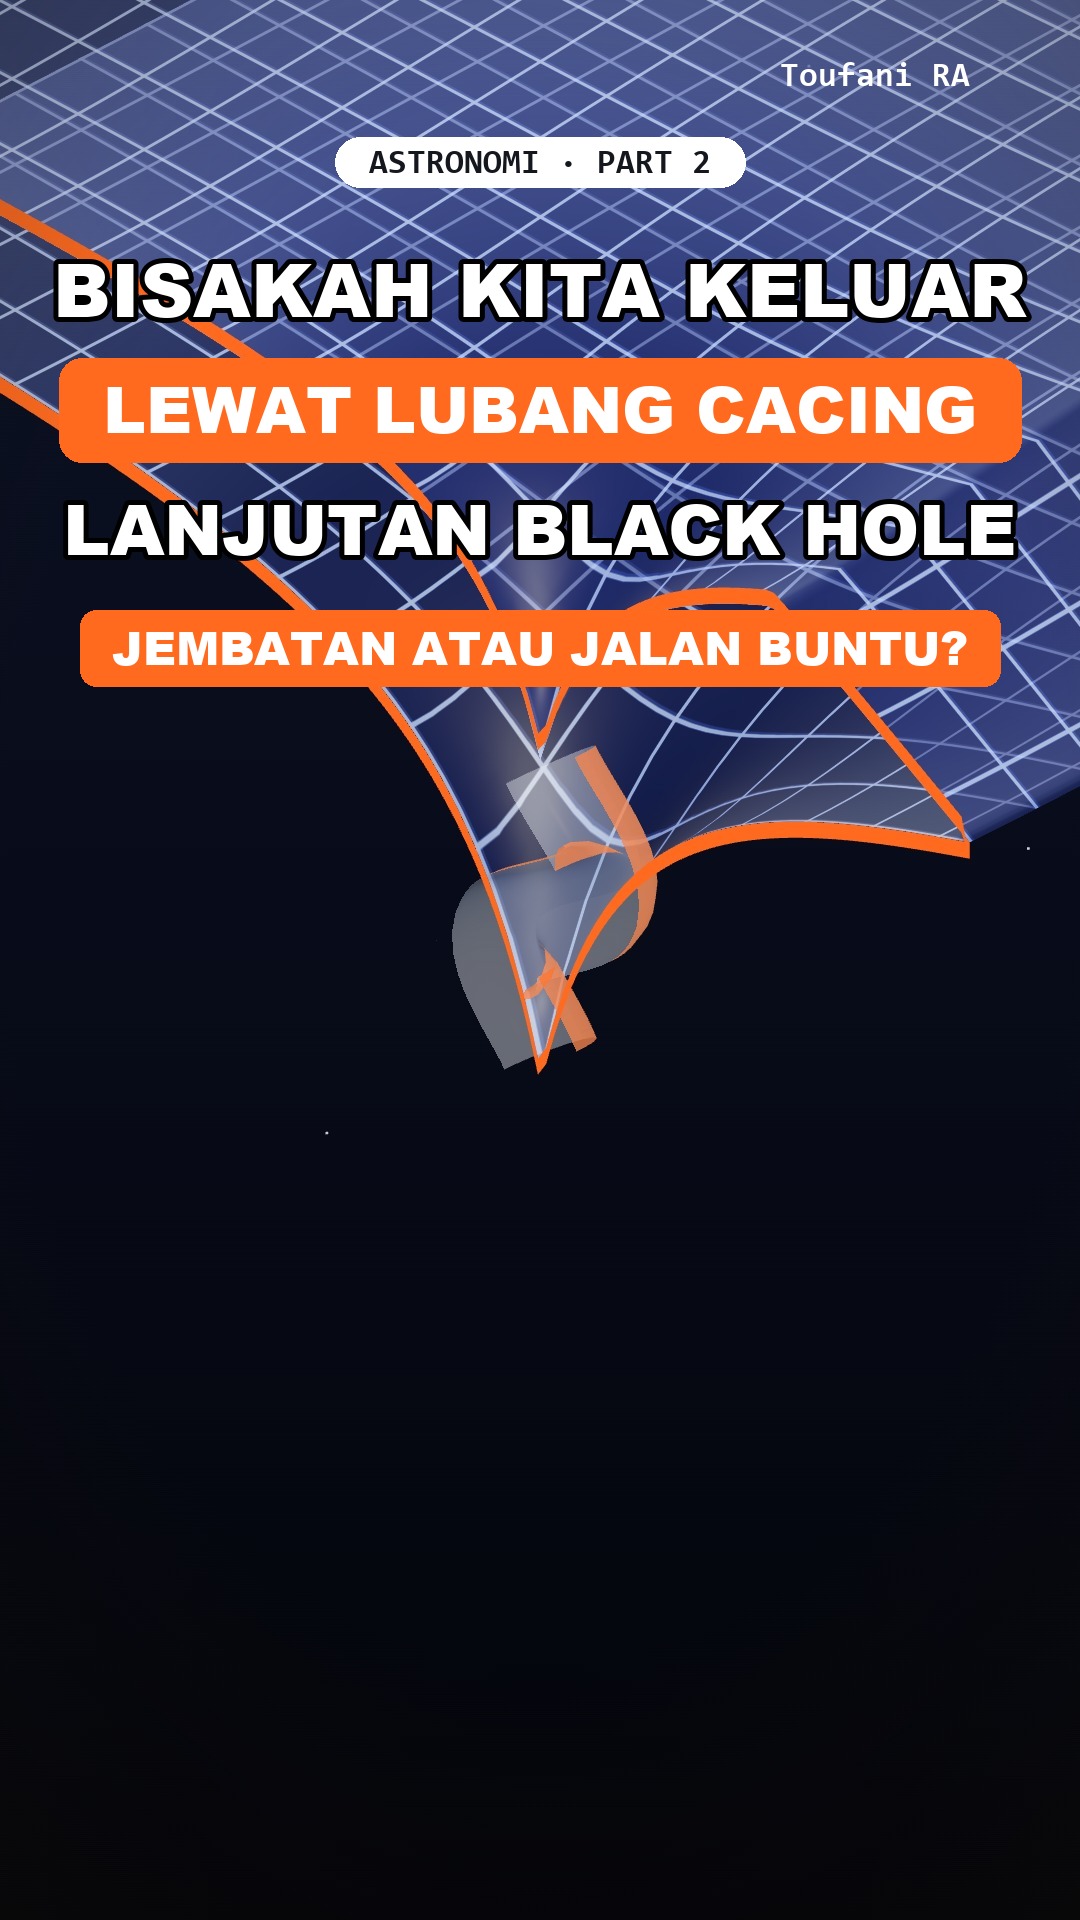 Toufani RA
ASTRONOMI · PART 2
BISAKAH KITA KELUAR
LEWAT LUBANG CACING
LANJUTAN BLACK HOLE
JEMBATAN ATAU JALAN BUNTU?